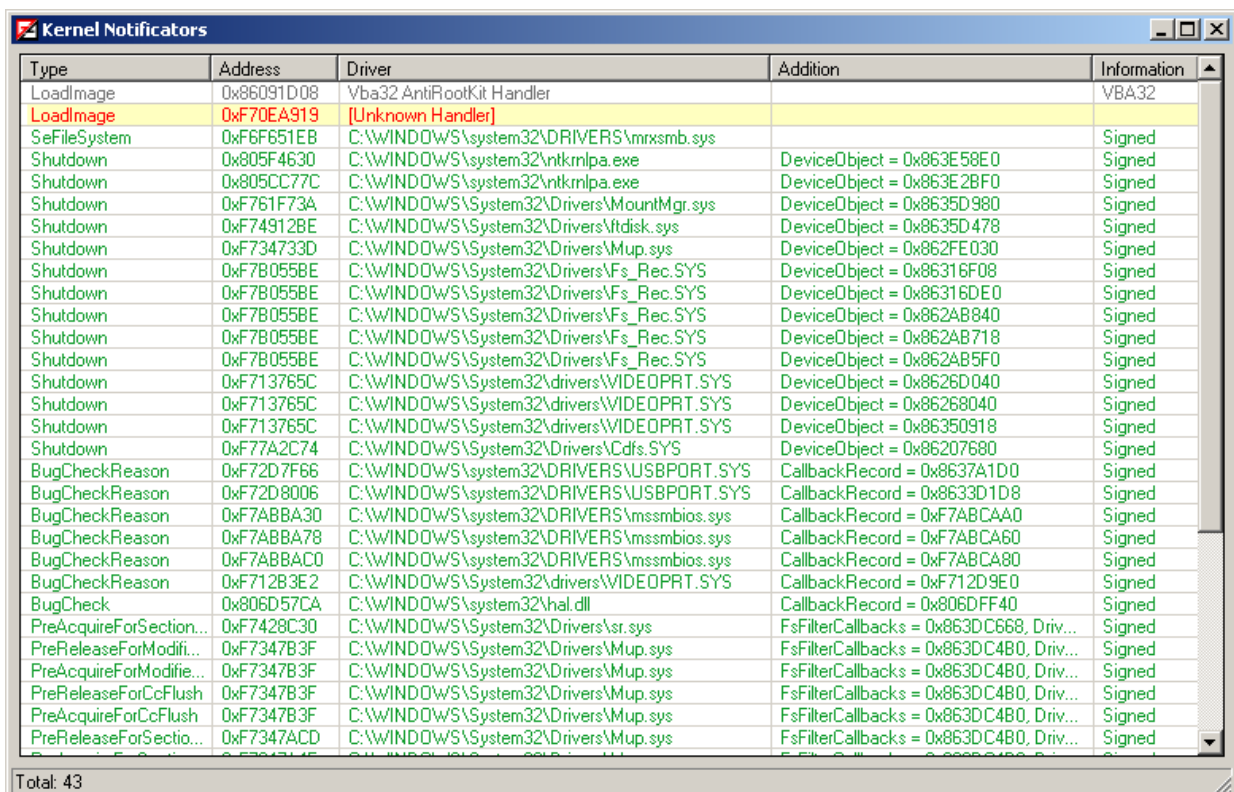 Kernel Notificators
Type Address Driver Addition Information
LoadImage 0x86091D08 Vba32 AntiRootKit Handler VBA32
LoadImage 0xF70EA919 [Unknown Handler]
SeFileSystem 0xF6F651EB C:\WINDOWS\system32\DRIVERS\mrxsmb.sys Signed
Shutdown 0x805F4630 C:\WINDOWS\system32\ntkrnlpa.exe DeviceObject = 0x863E58E0 Signed
Shutdown 0x805CC77C C:\WINDOWS\system32\ntkrnlpa.exe DeviceObject = 0x863E2BF0 Signed
Shutdown 0xF761F73A C:\WINDOWS\System32\Drivers\MountMgr.sys DeviceObject = 0x8635D980 Signed
Shutdown 0xF74912BE C:\WINDOWS\System32\Drivers\ftdisk.sys DeviceObject = 0x8635D478 Signed
Shutdown 0xF734733D C:\WINDOWS\System32\Drivers\Mup.sys DeviceObject = 0x862FE030 Signed
Shutdown 0xF7B055BE C:\WINDOWS\System32\Drivers\Fs_Rec.SYS DeviceObject = 0x86316F08 Signed
Shutdown 0xF7B055BE C:\WINDOWS\System32\Drivers\Fs_Rec.SYS DeviceObject = 0x86316DE0 Signed
Shutdown 0xF7B055BE C:\WINDOWS\System32\Drivers\Fs_Rec.SYS DeviceObject = 0x862AB840 Signed
Shutdown 0xF7B055BE C:\WINDOWS\System32\Drivers\Fs_Rec.SYS DeviceObject = 0x862AB718 Signed
Shutdown 0xF7B055BE C:\WINDOWS\System32\Drivers\Fs_Rec.SYS DeviceObject = 0x862AB5F0 Signed
Shutdown 0xF713765C C:\WINDOWS\System32\drivers\VIDEOPRT.SYS DeviceObject = 0x8626D040 Signed
Shutdown 0xF713765C C:\WINDOWS\System32\drivers\VIDEOPRT.SYS DeviceObject = 0x86268040 Signed
Shutdown 0xF713765C C:\WINDOWS\System32\drivers\VIDEOPRT.SYS DeviceObject = 0x86350918 Signed
Shutdown 0xF77A2C74 C:\WINDOWS\System32\Drivers\Cdfs.SYS DeviceObject = 0x86207680 Signed
BugCheckReason 0xF72D7F66 C:\WINDOWS\system32\DRIVERS\USBPORT.SYS CallbackRecord = 0x8637A1D0 Signed
BugCheckReason 0xF72D8006 C:\WINDOWS\system32\DRIVERS\USBPORT.SYS CallbackRecord = 0x8633D1D8 Signed
BugCheckReason 0xF7ABBA30 C:\WINDOWS\system32\DRIVERS\mssmbios.sys CallbackRecord = 0xF7ABCAA0 Signed
BugCheckReason 0xF7ABBA78 C:\WINDOWS\system32\DRIVERS\mssmbios.sys CallbackRecord = 0xF7ABCA60 Signed
BugCheckReason 0xF7ABBAC0 C:\WINDOWS\system32\DRIVERS\mssmbios.sys CallbackRecord = 0xF7ABCA80 Signed
BugCheckReason 0xF712B3E2 C:\WINDOWS\System32\drivers\VIDEOPRT.SYS CallbackRecord = 0xF712D9E0 Signed
BugCheck 0x806D57CA C:\WINDOWS\system32\hal.dll CallbackRecord = 0x806DFF40 Signed
PreAcquireForSection... 0xF7428C30 C:\WINDOWS\System32\Drivers\sr.sys FsFilterCallbacks = 0x863DC668, Driv... Signed
PreReleaseForModifi... 0xF7347B3F C:\WINDOWS\System32\Drivers\Mup.sys FsFilterCallbacks = 0x863DC4B0, Driv... Signed
PreAcquireForModifie... 0xF7347B3F C:\WINDOWS\System32\Drivers\Mup.sys FsFilterCallbacks = 0x863DC4B0, Driv... Signed
PreReleaseForCcFlush 0xF7347B3F C:\WINDOWS\System32\Drivers\Mup.sys FsFilterCallbacks = 0x863DC4B0, Driv... Signed
PreAcquireForCcFlush 0xF7347B3F C:\WINDOWS\System32\Drivers\Mup.sys FsFilterCallbacks = 0x863DC4B0, Driv... Signed
PreReleaseForSectio... 0xF7347ACD C:\WINDOWS\System32\Drivers\Mup.sys FsFilterCallbacks = 0x863DC4B0, Driv... Signed
Total: 43